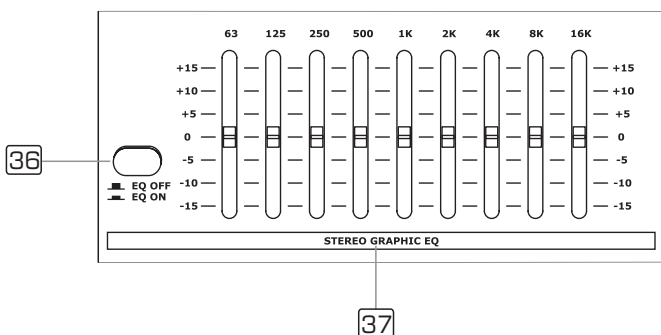 63 125 250 500 1K 2K 4K 8K 16K
+15 +15
+10 +10
+5 +5
0 0
-5 -5
-10 -10
-15 -15
36
EQ OFF
EQ ON
STEREO GRAPHIC EQ
37